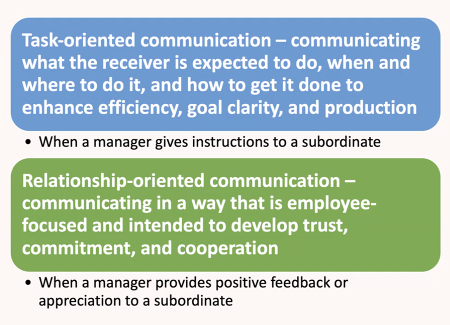 Task-oriented communication – communicating
what the receiver is expected to do, when and
where to do it, and how to get it done to
enhance efficiency, goal clarity, and production
• When a manager gives instructions to a subordinate
Relationship-oriented communication –
communicating in a way that is employee-
focused and intended to develop trust,
commitment, and cooperation
• When a manager provides positive feedback or
appreciation to a subordinate